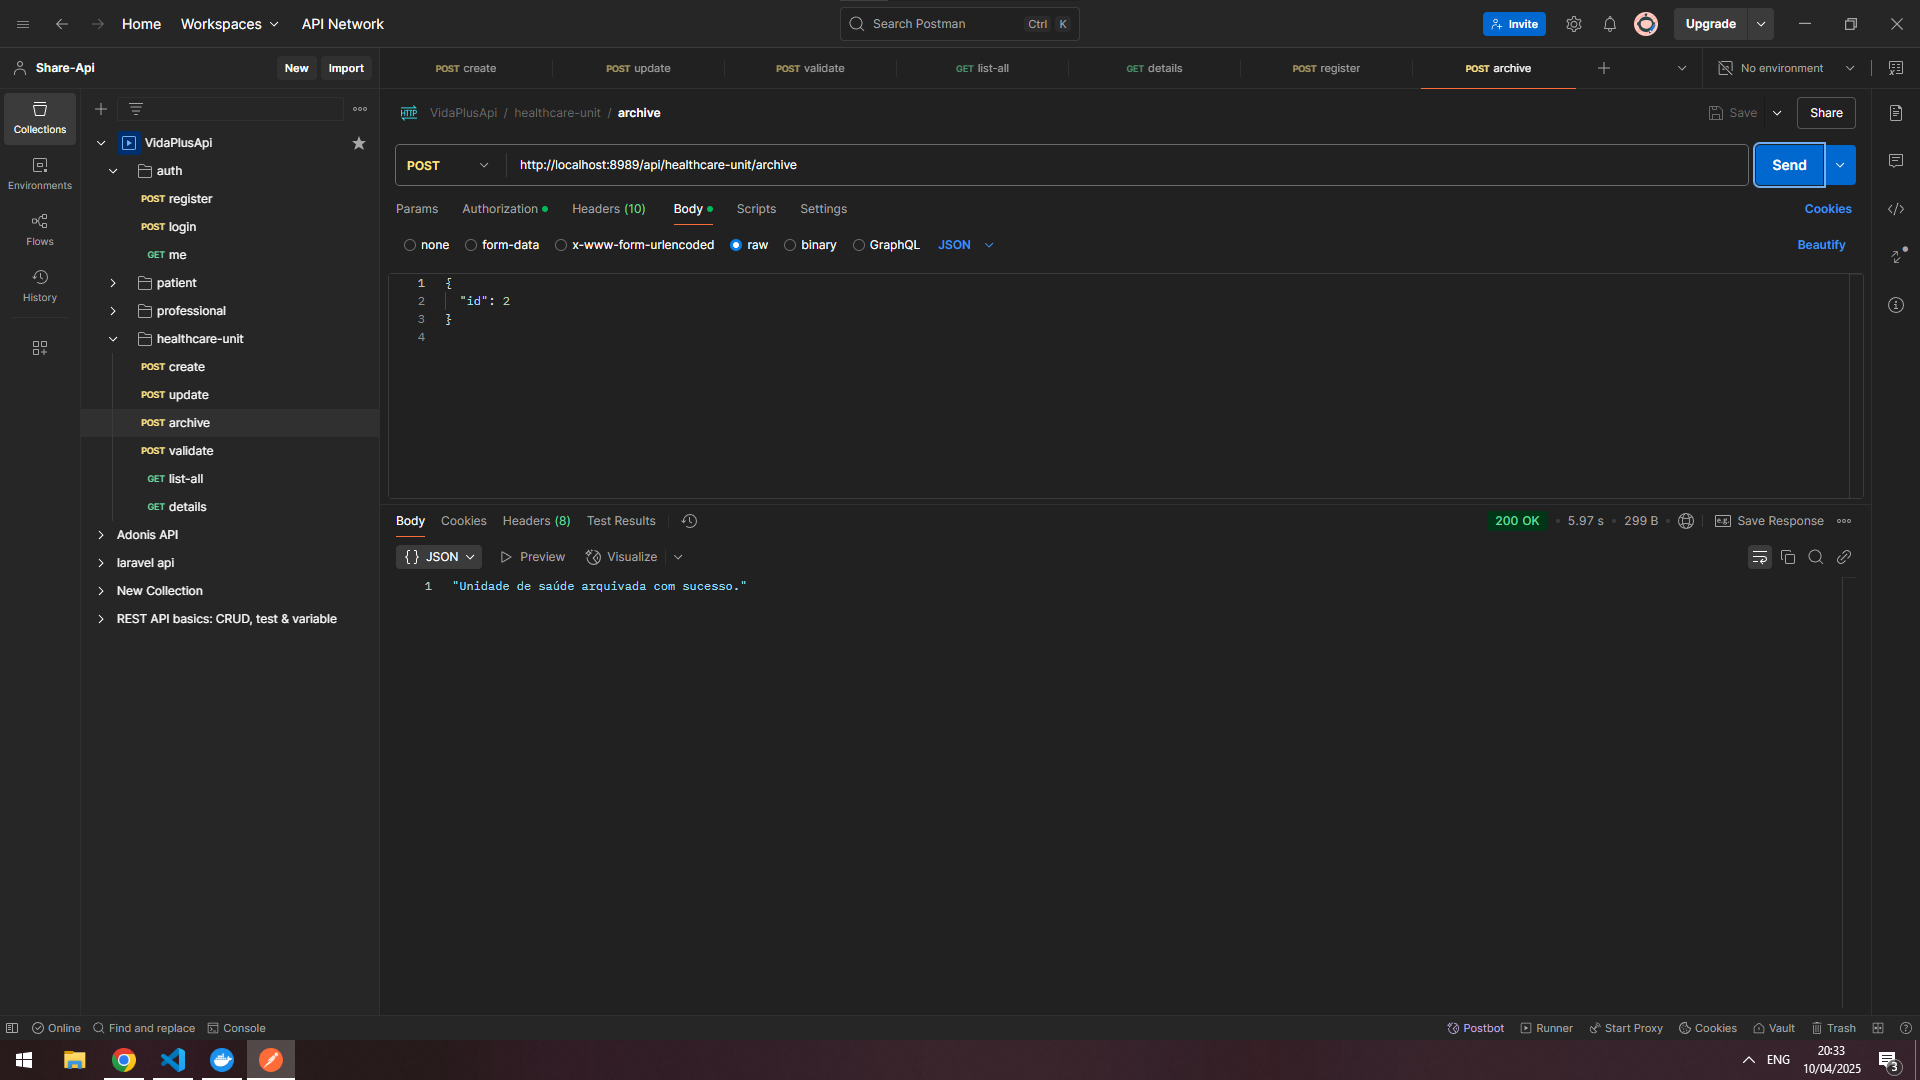 Home
Workspaces
API Network
Search Postman
Ctrl
K
Invite
Upgrade
Share-Api
New
Import
POST create
POST update
POST validate
GET list-all
GET details
POST register
POST archive
No environment
Collections
Environments
Flows
History
VidaPlusApi
auth
POST register
POST login
GET me
patient
professional
healthcare-unit
POST create
POST update
POST archive
POST validate
GET list-all
GET details
Adonis API
laravel api
New Collection
REST API basics: CRUD, test & variable
HTTP
VidaPlusApi / healthcare-unit / archive
Save
Share
POST
http://localhost:8989/api/healthcare-unit/archive
Send
Params
Authorization
Headers (10)
Body
Scripts
Settings
Cookies
none
form-data
x-www-form-urlencoded
raw
binary
GraphQL
JSON
Beautify
1 {
2 "id": 2
3 }
4
Body
Cookies
Headers (8)
Test Results
200 OK
5.97 s
299 B
e.g.
Save Response
{} JSON
Preview
Visualize
1 "Unidade de saúde arquivada com sucesso."
Online
Find and replace
Console
Postbot
Runner
Start Proxy
Cookies
Vault
Trash
ENG
20:33
10/04/2025
3